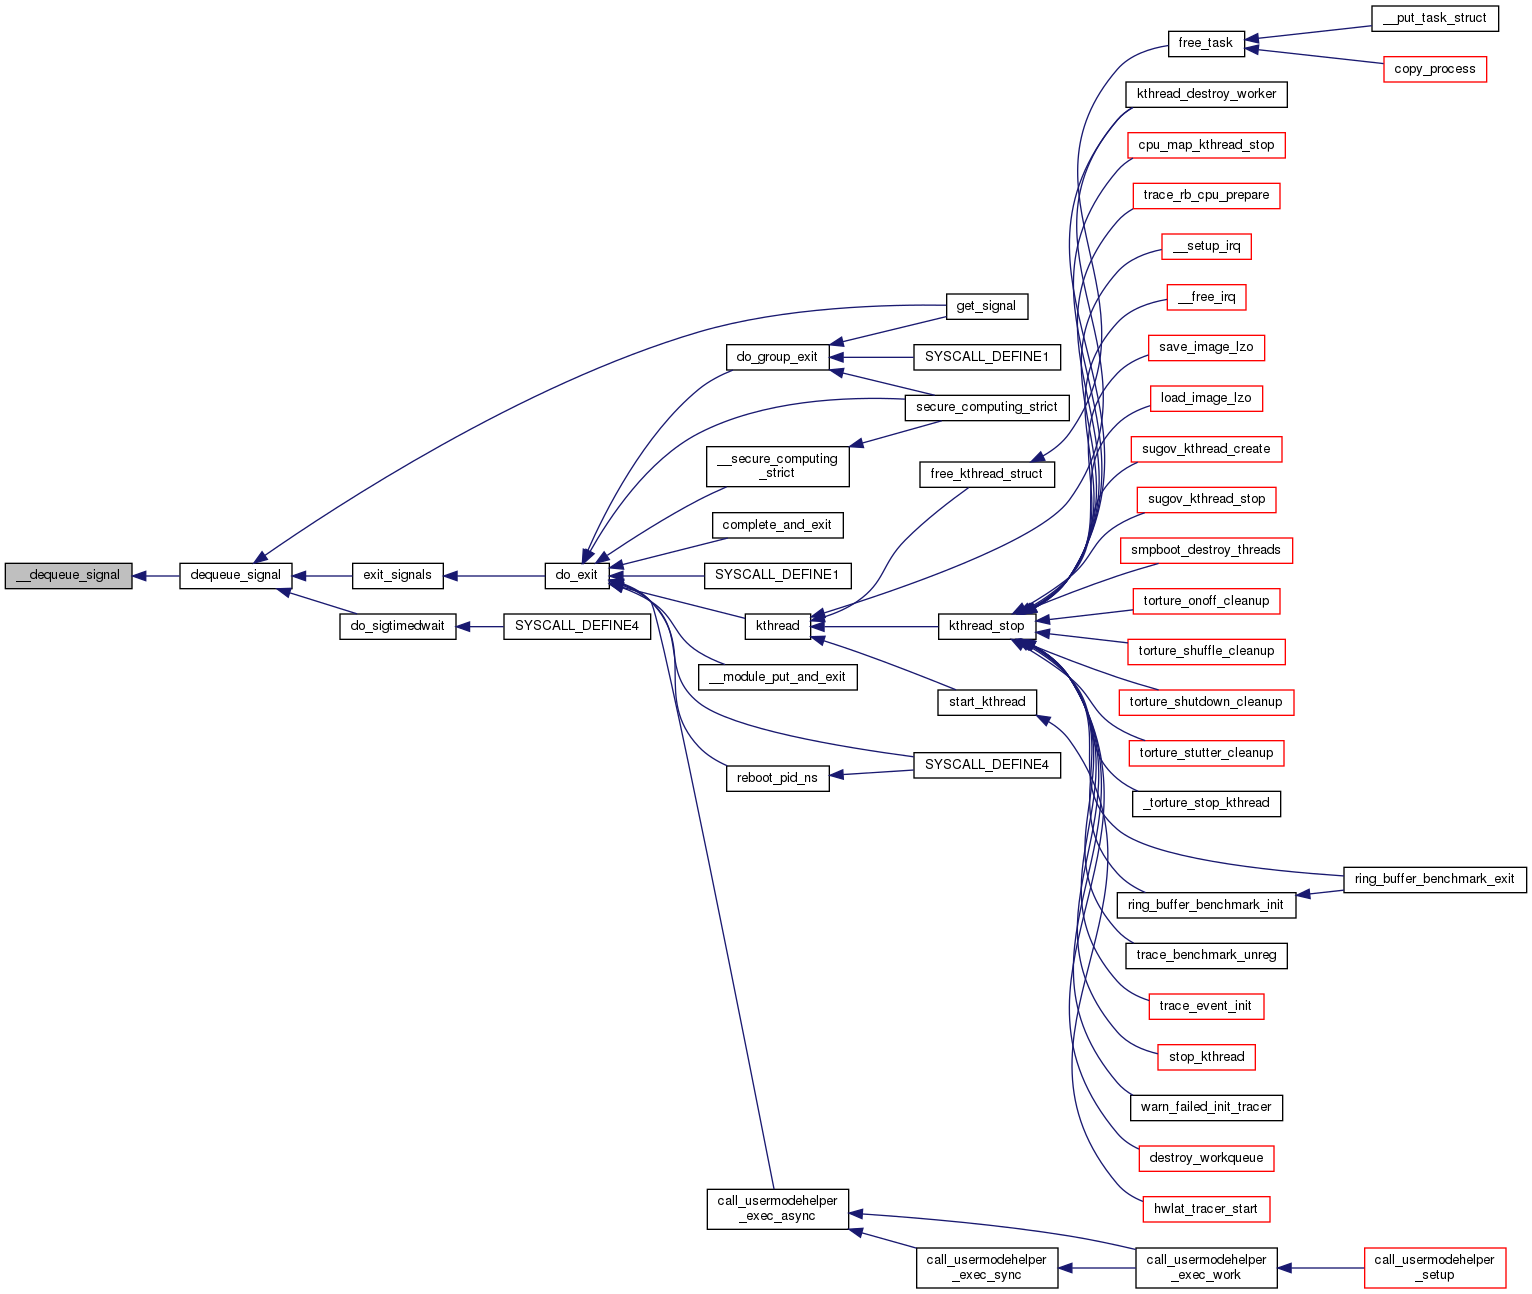 __put_task_struct
free_task
copy_process
kthread_destroy_worker
cpu_map_kthread_stop
trace_rb_cpu_prepare
__setup_irq
__free_irq
get_signal
save_image_lzo
do_group_exit
SYSCALL_DEFINE1
load_image_lzo
secure_computing_strict
sugov_kthread_create
__secure_computing
_strict
free_kthread_struct
sugov_kthread_stop
complete_and_exit
smpboot_destroy_threads
__dequeue_signal
dequeue_signal
exit_signals
do_exit
SYSCALL_DEFINE1
torture_onoff_cleanup
do_sigtimedwait
SYSCALL_DEFINE4
kthread
kthread_stop
torture_shuffle_cleanup
__module_put_and_exit
start_kthread
torture_shutdown_cleanup
torture_stutter_cleanup
SYSCALL_DEFINE4
reboot_pid_ns
_torture_stop_kthread
ring_buffer_benchmark_exit
ring_buffer_benchmark_init
trace_benchmark_unreg
trace_event_init
stop_kthread
warn_failed_init_tracer
destroy_workqueue
call_usermodehelper
_exec_async
hwlat_tracer_start
call_usermodehelper
_exec_sync
call_usermodehelper
_exec_work
call_usermodehelper
_setup